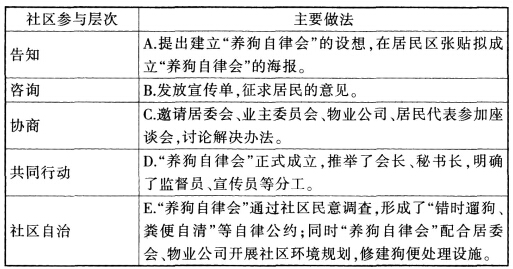 社区参与层次 主要做法
告知 A.提出建立“养狗自律会”的设想,在居民区张贴拟成
立“养狗自律会”的海报。
咨询 B.发放宣传单,征求居民的意见。
协商 C.邀请居委会、业主委员会、物业公司、居民代表参加座
谈会,讨论解决办法。
共同行动 D.“养狗自律会”正式成立,推举了会长、秘书长,明确
了监督员、宣传员等分工。
社区自治 E.“养狗自律会”通过社区民意调查,形成了“错时遛狗、
粪便自清”等自律公约;同时“养狗自律会”配合居委
会、物业公司开展社区环境规划,修建狗便处理设施。